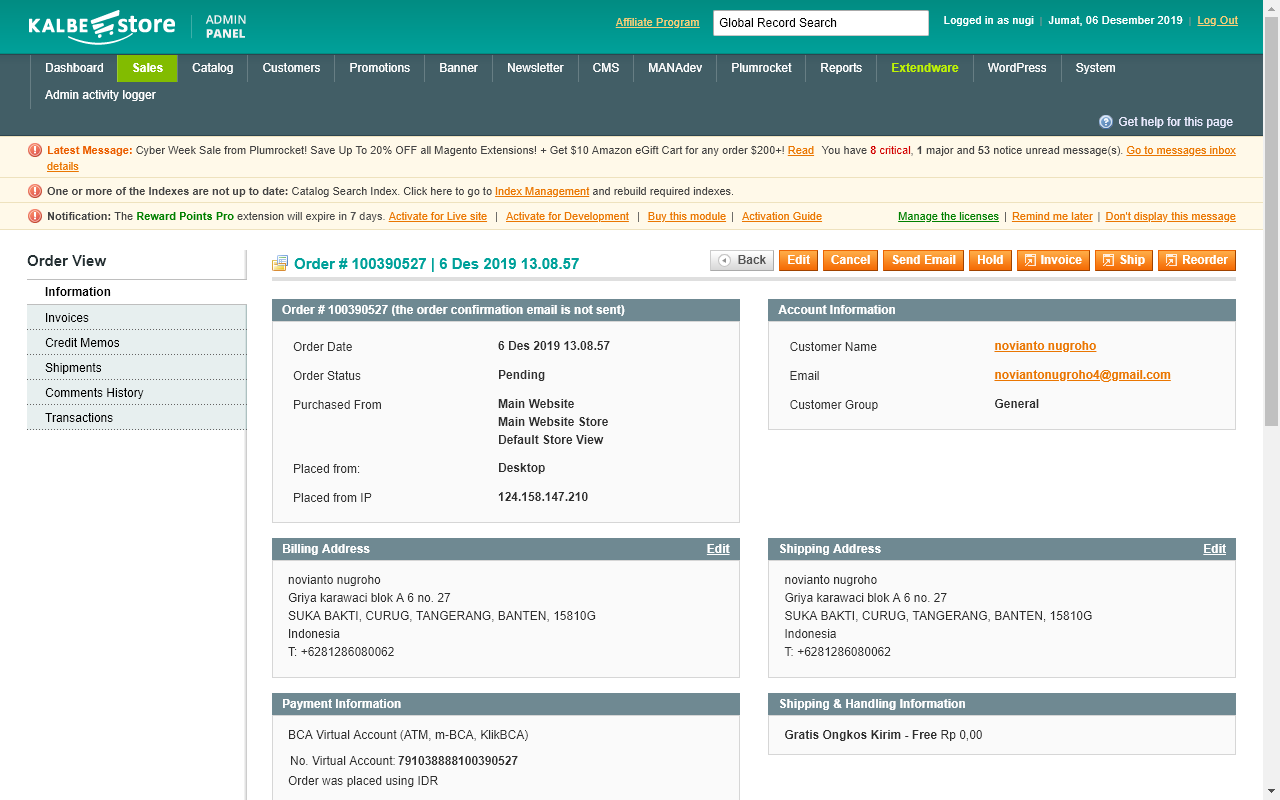 KALBE store
ADMIN PANEL
Affiliate Program
Global Record Search
Logged in as nugi | Jumat, 06 Desember 2019 | Log Out
Dashboard Sales Catalog Customers Promotions Banner Newsletter CMS MANAdev Plumrocket Reports Extendware WordPress System
Admin activity logger
Get help for this page
Latest Message: Cyber Week Sale from Plumrocket! Save Up To 20% OFF all Magento Extensions! + Get $10 Amazon eGift Cart for any order $200+! Read You have 8 critical, 1 major and 53 notice unread message(s). Go to messages inbox
details
One or more of the Indexes are not up to date: Catalog Search Index. Click here to go to Index Management and rebuild required indexes.
Notification: The Reward Points Pro extension will expire in 7 days. Activate for Live site | Activate for Development | Buy this module | Activation Guide Manage the licenses | Remind me later | Don't display this message
Order View
Information
Invoices
Credit Memos
Shipments
Comments History
Transactions
Order # 100390527 | 6 Des 2019 13.08.57
Back Edit Cancel Send Email Hold Invoice Ship Reorder
Order # 100390527 (the order confirmation email is not sent)
Order Date 6 Des 2019 13.08.57
Order Status Pending
Purchased From Main Website
Main Website Store
Default Store View
Placed from: Desktop
Placed from IP 124.158.147.210
Account Information
Customer Name novianto nugroho
Email noviantonugroho4@gmail.com
Customer Group General
Billing Address Edit
novianto nugroho
Griya karawaci blok A 6 no. 27
SUKA BAKTI, CURUG, TANGERANG, BANTEN, 15810G
Indonesia
T: +6281286080062
Shipping Address Edit
novianto nugroho
Griya karawaci blok A 6 no. 27
SUKA BAKTI, CURUG, TANGERANG, BANTEN, 15810G
Indonesia
T: +6281286080062
Payment Information
BCA Virtual Account (ATM, m-BCA, KlikBCA)
No. Virtual Account: 791038888100390527
Order was placed using IDR
Shipping & Handling Information
Gratis Ongkos Kirim - Free Rp 0,00